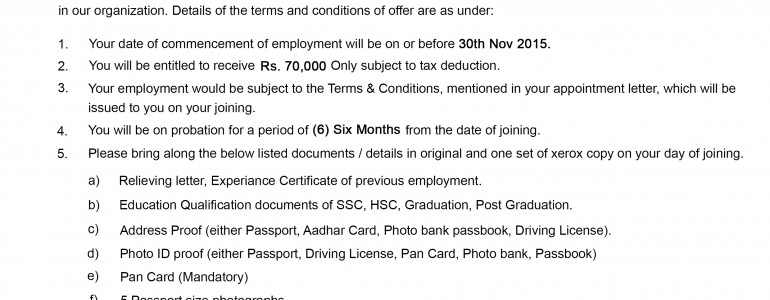 in our organization. Details of the terms and conditions of offer are as under:
1. Your date of commencement of employment will be on or before 30th Nov 2015.
2. You will be entitled to receive Rs. 70,000 Only subject to tax deduction.
3. Your employment would be subject to the Terms & Conditions, mentioned in your appointment letter, which will be
issued to you on your joining.
4. You will be on probation for a period of (6) Six Months from the date of joining.
5. Please bring along the below listed documents / details in original and one set of xerox copy on your day of joining.
a) Relieving letter, Experiance Certificate of previous employment.
b) Education Qualification documents of SSC, HSC, Graduation, Post Graduation.
c) Address Proof (either Passport, Aadhar Card, Photo bank passbook, Driving License).
d) Photo ID proof (either Passport, Driving License, Pan Card, Photo bank, Passbook)
e) Pan Card (Mandatory)
f) 5 Passport size photographs